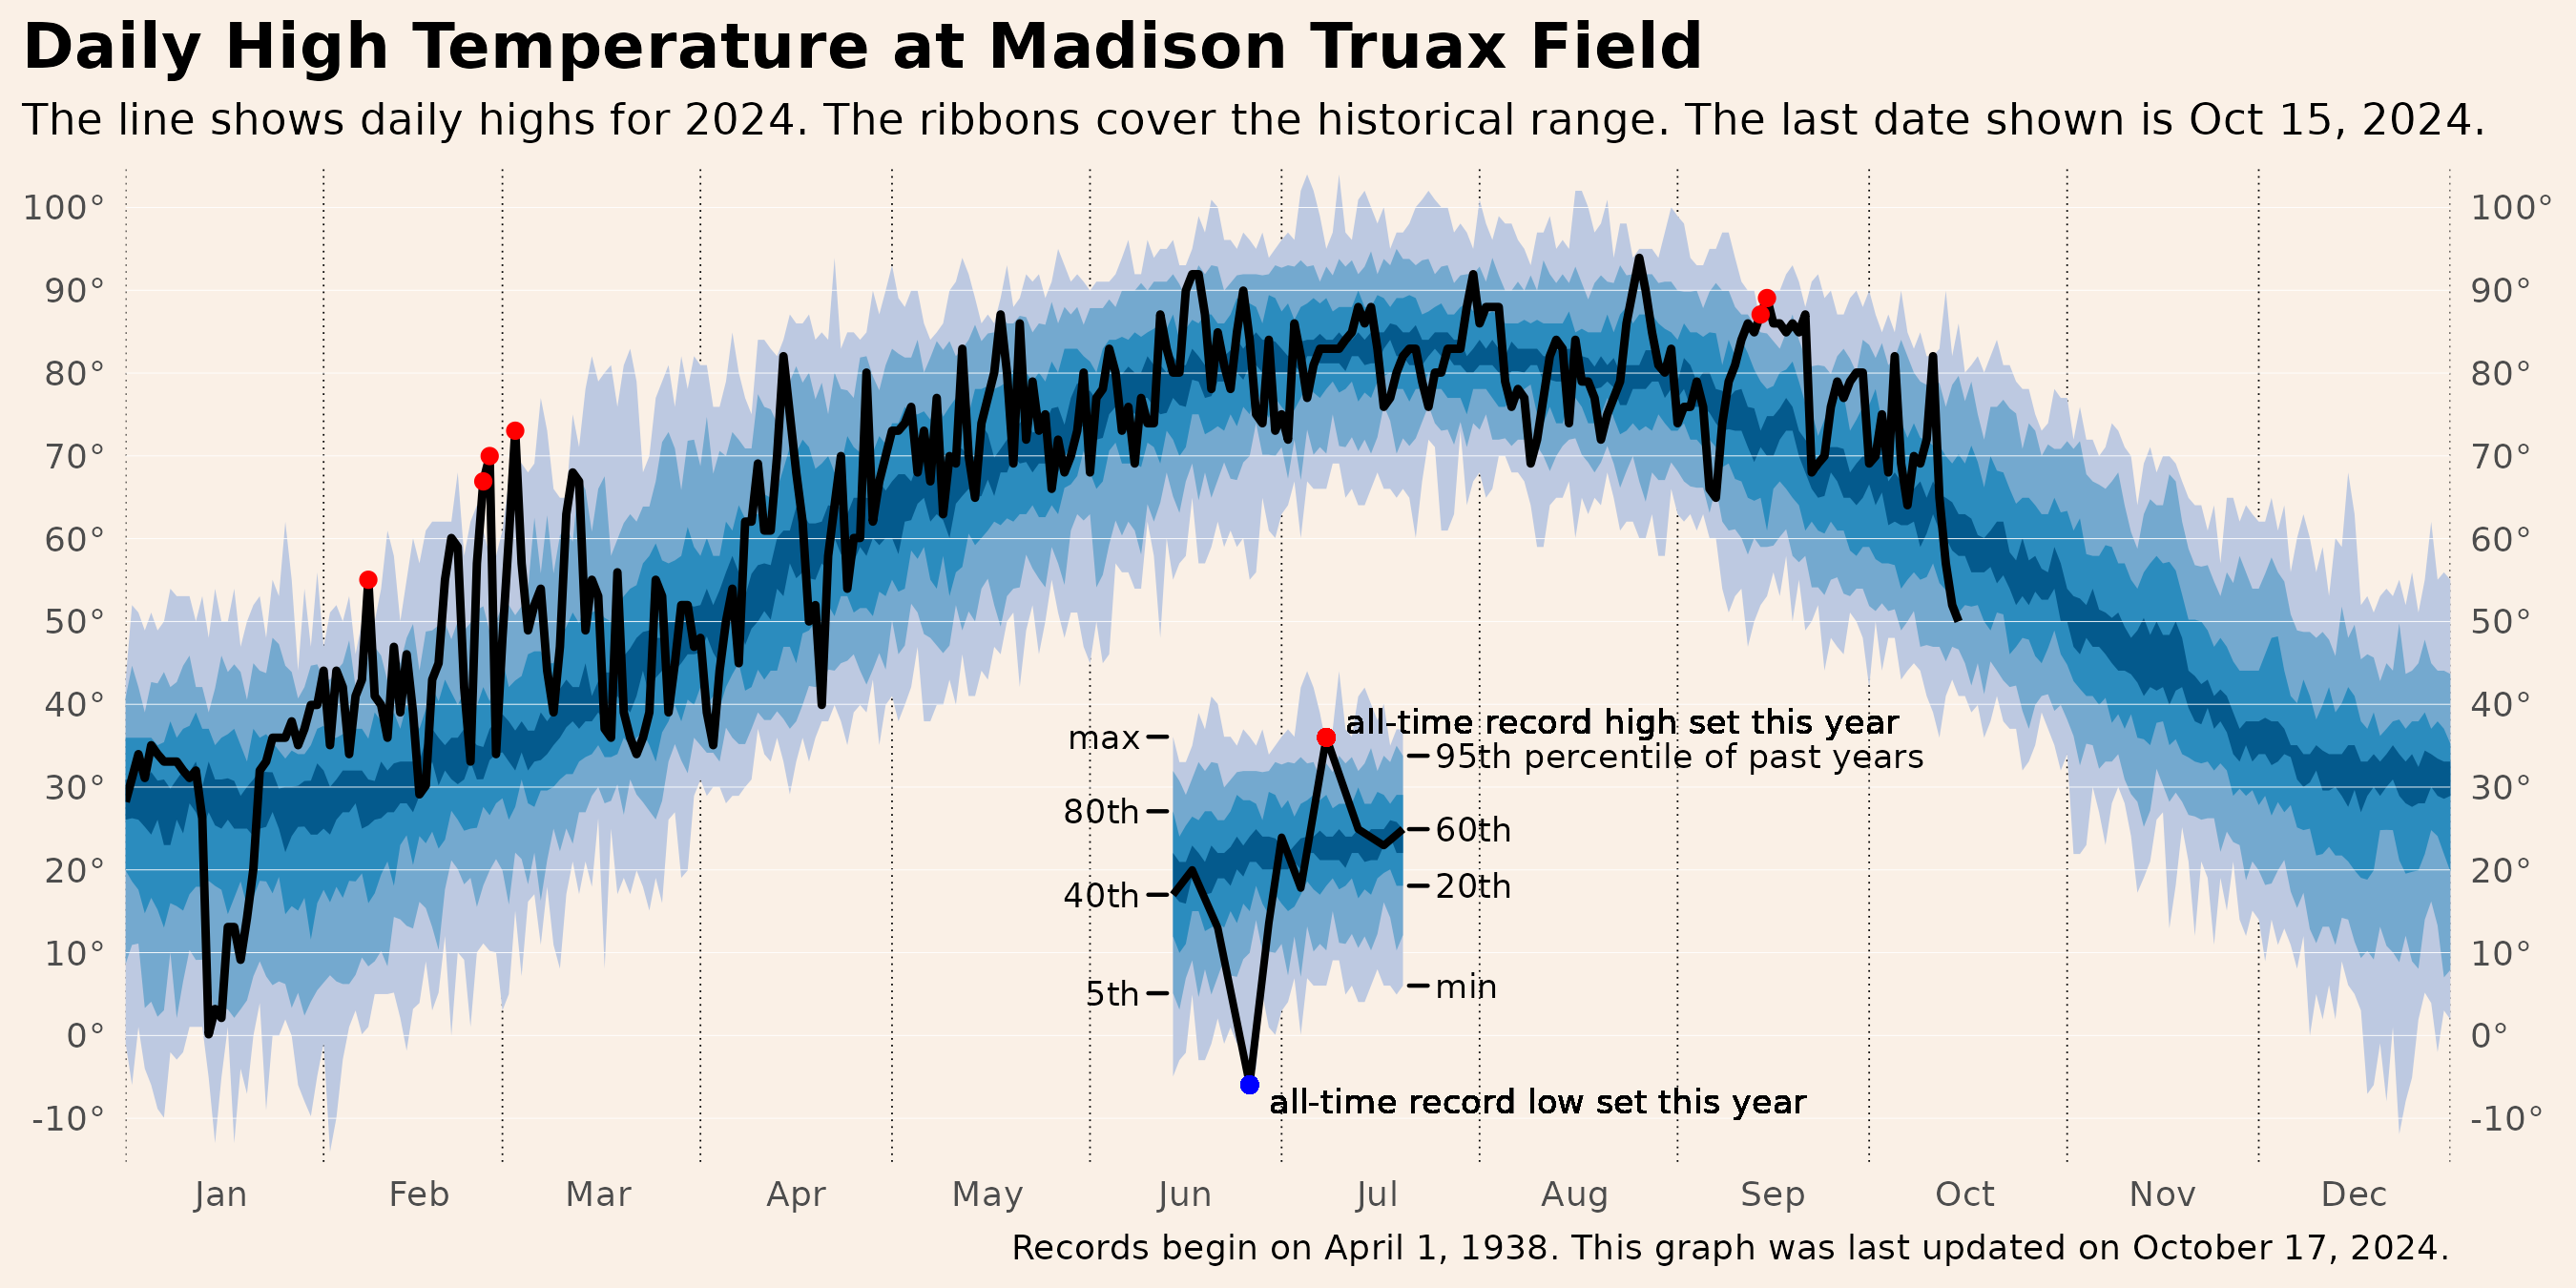 Daily High Temperature at Madison Truax Field
The line shows daily highs for 2024. The ribbons cover the historical range. The last date shown is Oct 15, 2024.
100° 100°
90° 90°
80° 80°
70° 70°
60° 60°
50° 50°
40° 40°
30° 30°
20° 20°
10° 10°
0° 0°
-10° -10°
all-time record high set this year
max
95th percentile of past years
80th
60th
20th
40th
min
5th
all-time record low set this year
Jan Feb Mar Apr May Jun Jul Aug Sep Oct Nov Dec
Records begin on April 1, 1938. This graph was last updated on October 17, 2024.